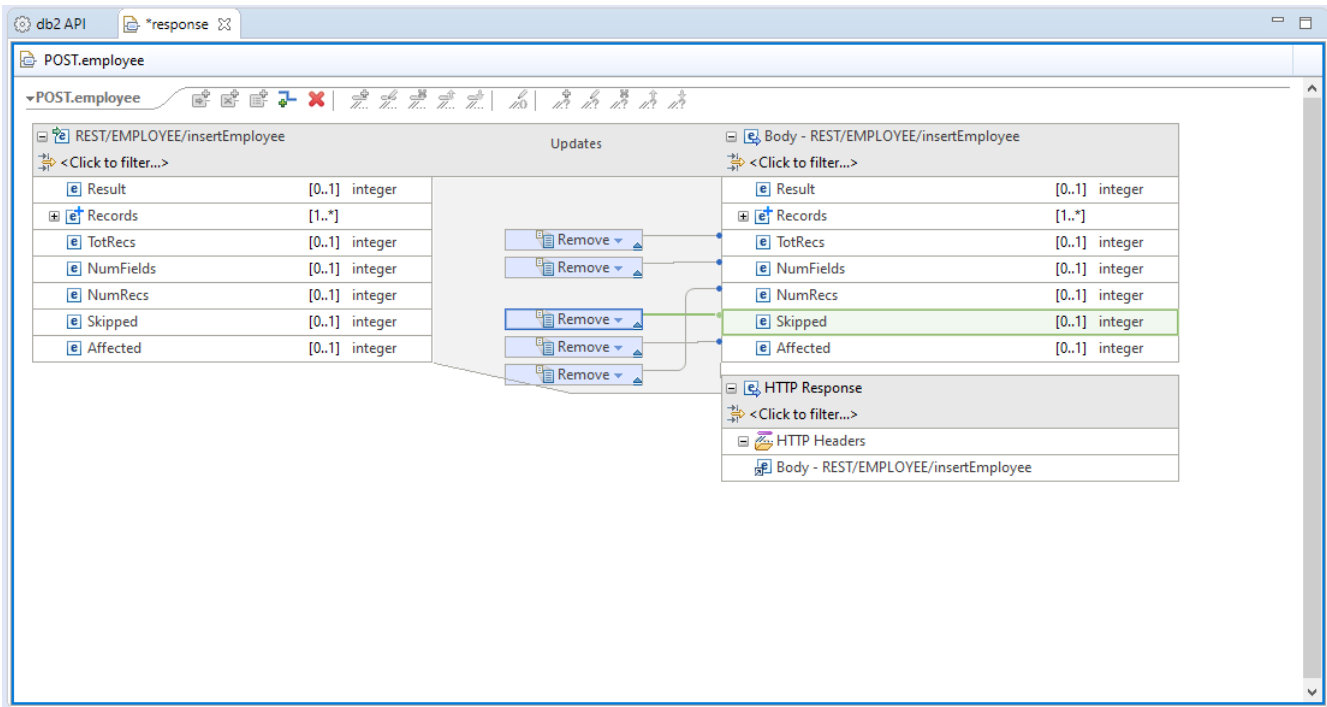 db2 API *response
POST.employee
POST.employee
REST/EMPLOYEE/insertEmployee
<Click to filter...>
Result [0..1] integer
Records [1..*]
TotRecs [0..1] integer
NumFields [0..1] integer
NumRecs [0..1] integer
Skipped [0..1] integer
Affected [0..1] integer
Updates
Remove
Remove
Remove
Remove
Remove
Body - REST/EMPLOYEE/insertEmployee
<Click to filter...>
Result [0..1] integer
Records [1..*]
TotRecs [0..1] integer
NumFields [0..1] integer
NumRecs [0..1] integer
Skipped [0..1] integer
Affected [0..1] integer
HTTP Response
<Click to filter...>
HTTP Headers
Body - REST/EMPLOYEE/insertEmployee